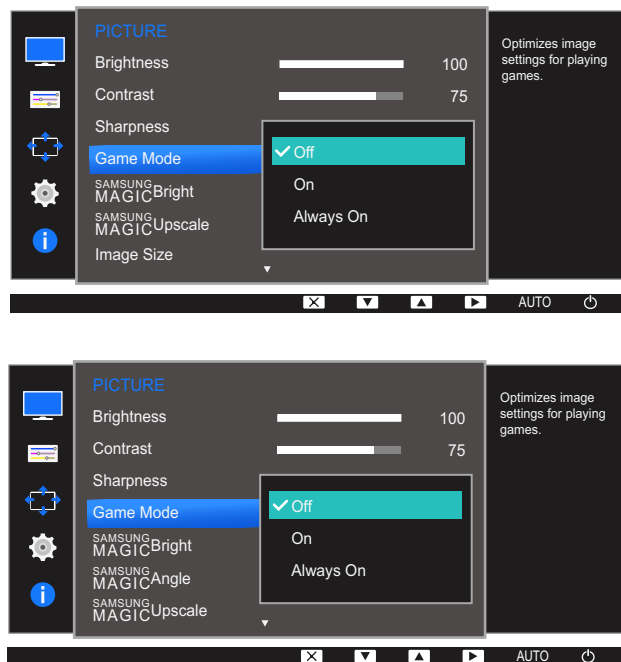 PICTURE
Brightness 100
Contrast 75
Sharpness
Game Mode
Off
On
Always On
SAMSUNG
MAGICBright
SAMSUNG
MAGICUpscale
Image Size
Optimizes image
settings for playing
games.
AUTO
PICTURE
Brightness 100
Contrast 75
Sharpness
Game Mode
Off
On
Always On
SAMSUNG
MAGICBright
SAMSUNG
MAGICAngle
SAMSUNG
MAGICUpscale
Optimizes image
settings for playing
games.
AUTO